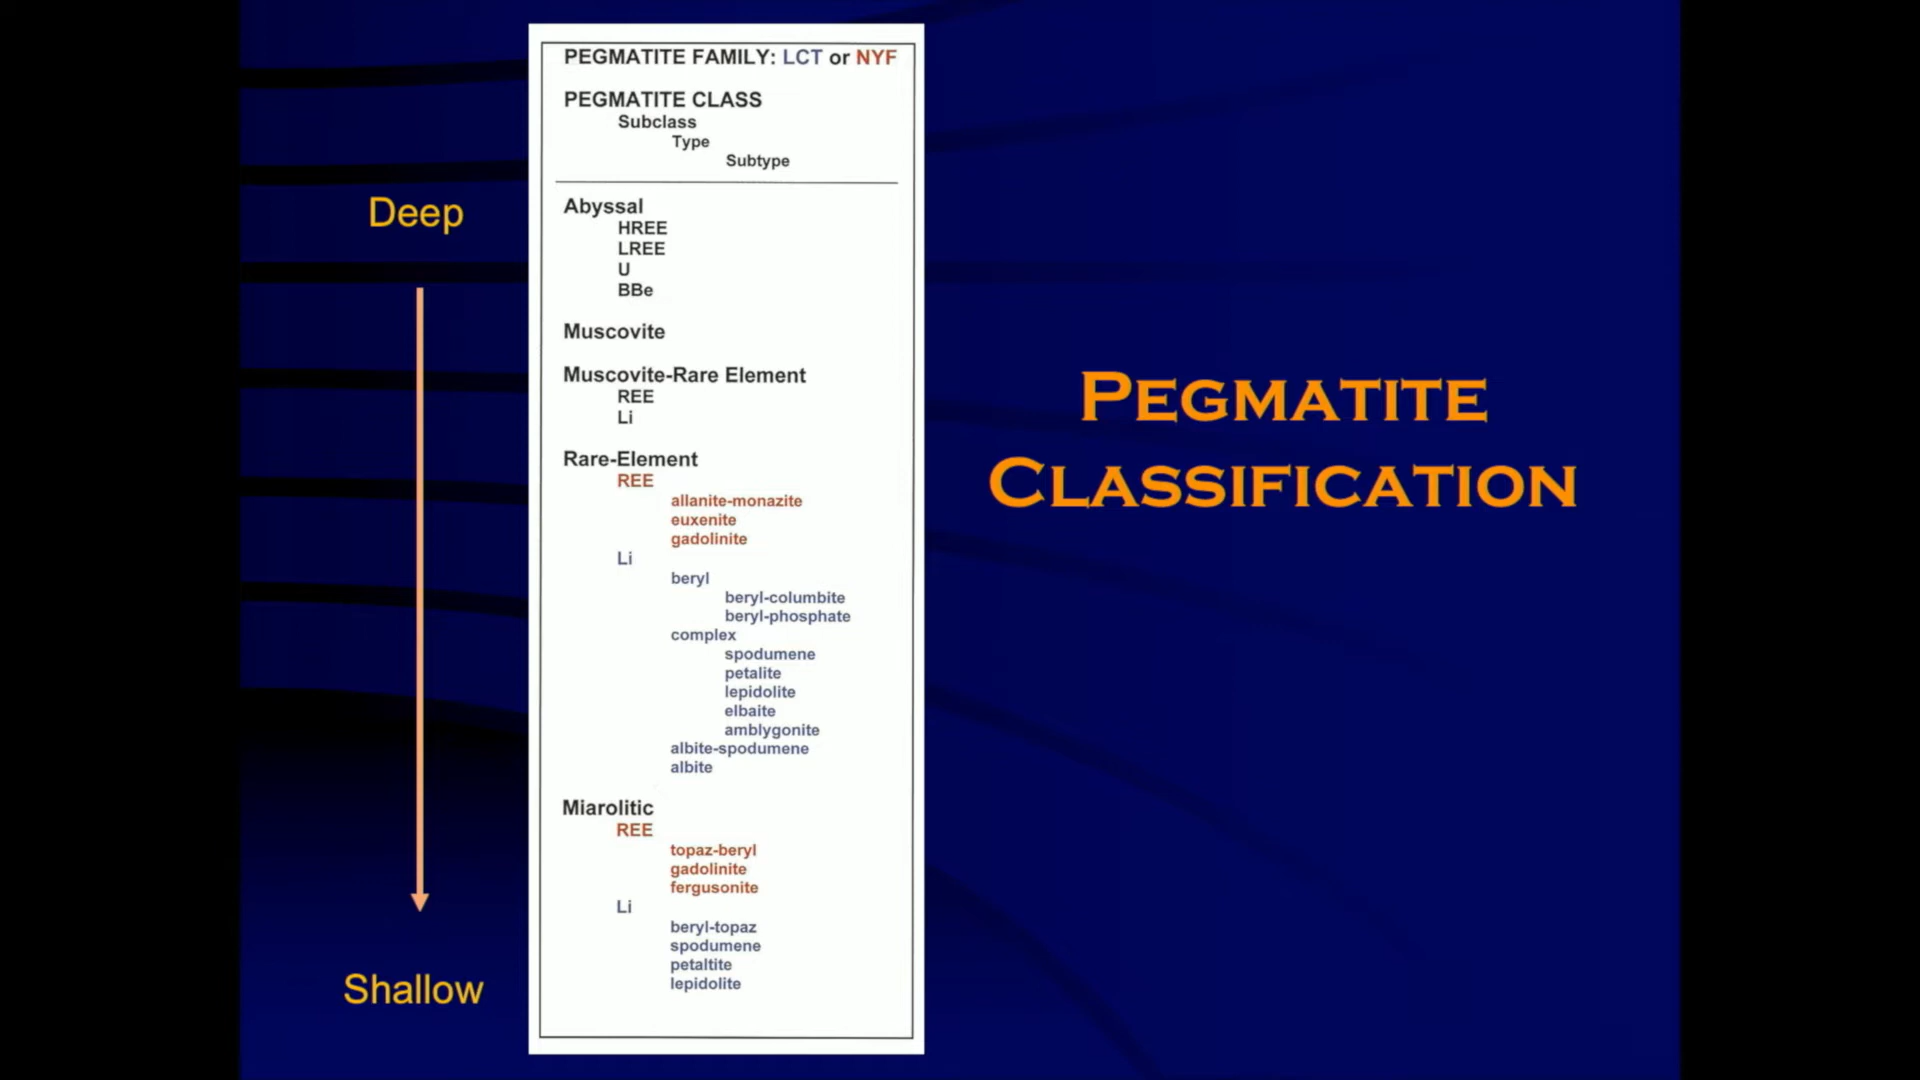 PEGMATITE FAMILY: LCT or NYF
PEGMATITE CLASS
Subclass
Type
Subtype
Abyssal
HREE
LREE
U
BBe
Muscovite
Muscovite-Rare Element
REE
Li
Rare-Element
REE
allanite-monazite
euxenite
gadolinite
Li
beryl
beryl-columbite
beryl-phosphate
complex
spodumene
petalite
lepidolite
elbaite
amblygonite
albite-spodumene
albite
Miarolitic
REE
topaz-beryl
gadolinite
fergusonite
Li
beryl-topaz
spodumene
petaltite
lepidolite
Deep
Shallow
PEGMATITE
CLASSIFICATION